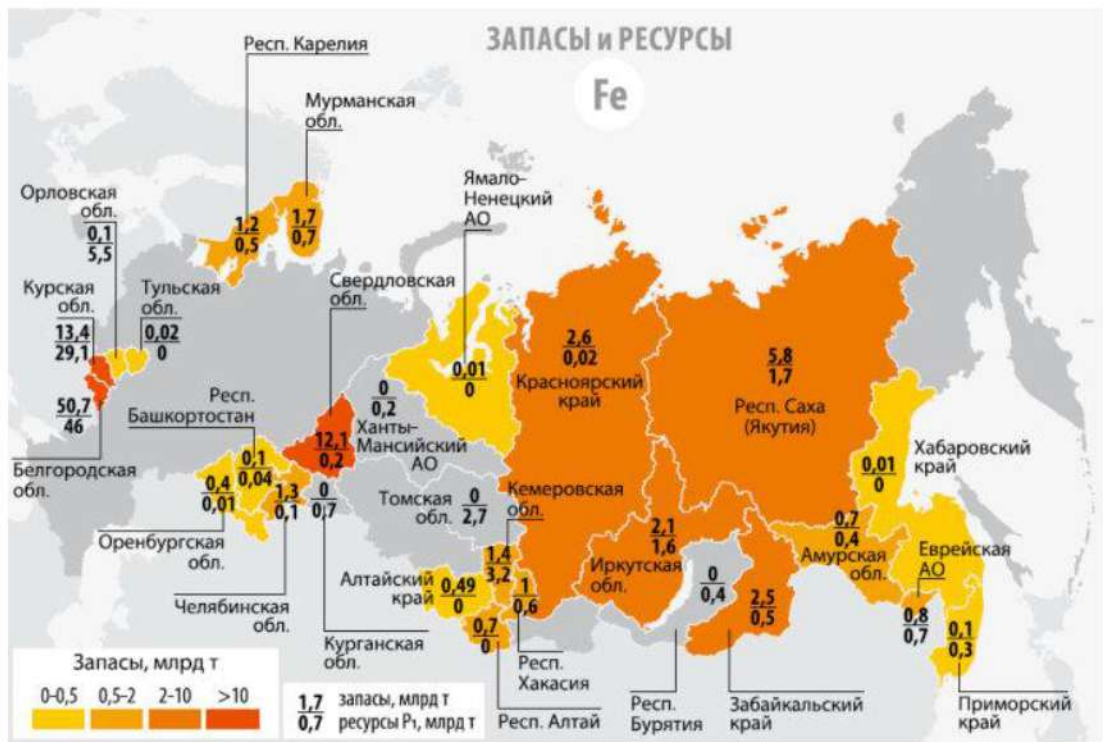 ЗАПАСЫ и РЕСУРСЫ
Fe
Респ. Карелия
1,2
0,5
Мурманская
обл.
1,7
0,7
Орловская
обл.
0,1
5,5
Курская
обл.
13,4
29,1
Тульская
обл.
0,02
0
50,7
46
Белгородская
обл.
Свердловская
обл.
12,1
0,2
Ямало-
Ненецкий
АО
0,01
0
0
0,2
Ханты-
Мансийский
АО
Респ.
Башкортостан
0,1
0,04
0,4
0,01
Оренбургская
обл.
1,3
0,1
Челябинская
обл.
0
0,7
Курганская
обл.
Томская
обл.
0
2,7
Кемеровская
обл.
1,4
3,2
Алтайский
край
0,49
0
0,7
0
Респ. Алтай
1
0,6
Респ.
Хакасия
2,6
0,02
Красноярский
край
5,8
1,7
Респ. Саха
(Якутия)
2,1
1,6
Иркутская
обл.
0
0,4
Респ.
Бурятия
2,5
0,5
Забайкальский
край
0,7
0,4
Амурская
обл.
0,01
0
Хабаровский
край
Еврейская
АО
0,8
0,7
0,1
0,3
Приморский
край
Запасы, млрд т
0–0,5 0,5–2 2-10 >10
1,7 запасы, млрд т
0,7 ресурсы Р₁, млрд т